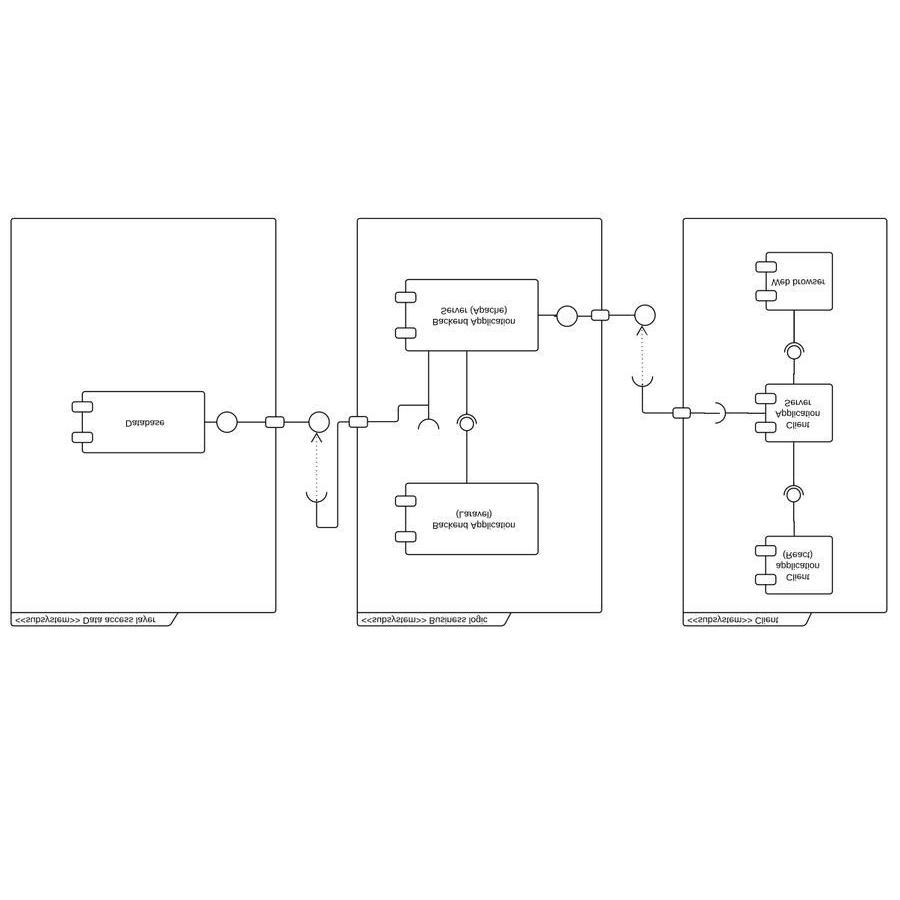 <<subsystem>> Data access layer
Database
<<subsystem>> Business logic
Backend Application
(Laravel)
Backend Application
Server (Apache)
<<subsystem>> Client
Client
application
(React)
Client
Application
Server
Web browser